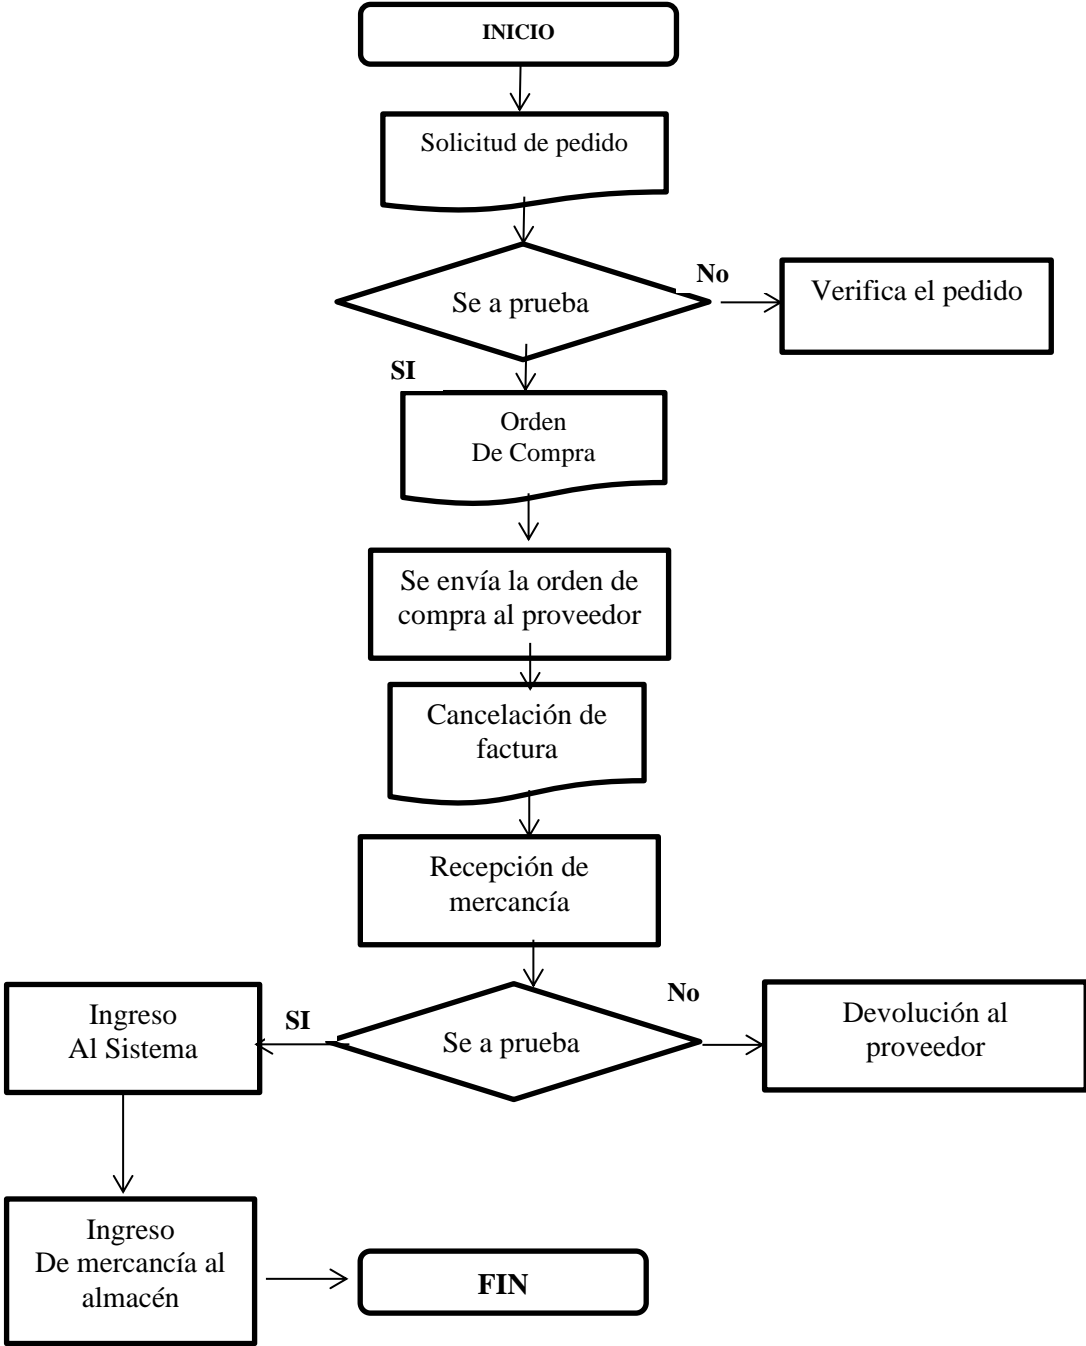 INICIO
Solicitud de pedido
No
Se a prueba
Verifica el pedido
SI
Orden
De Compra
Se envía la orden de
compra al proveedor
Cancelación de
factura
Recepción de
mercancía
No
SI
Se a prueba
Ingreso
Al Sistema
Devolución al
proveedor
Ingreso
De mercancía al
almacén
FIN